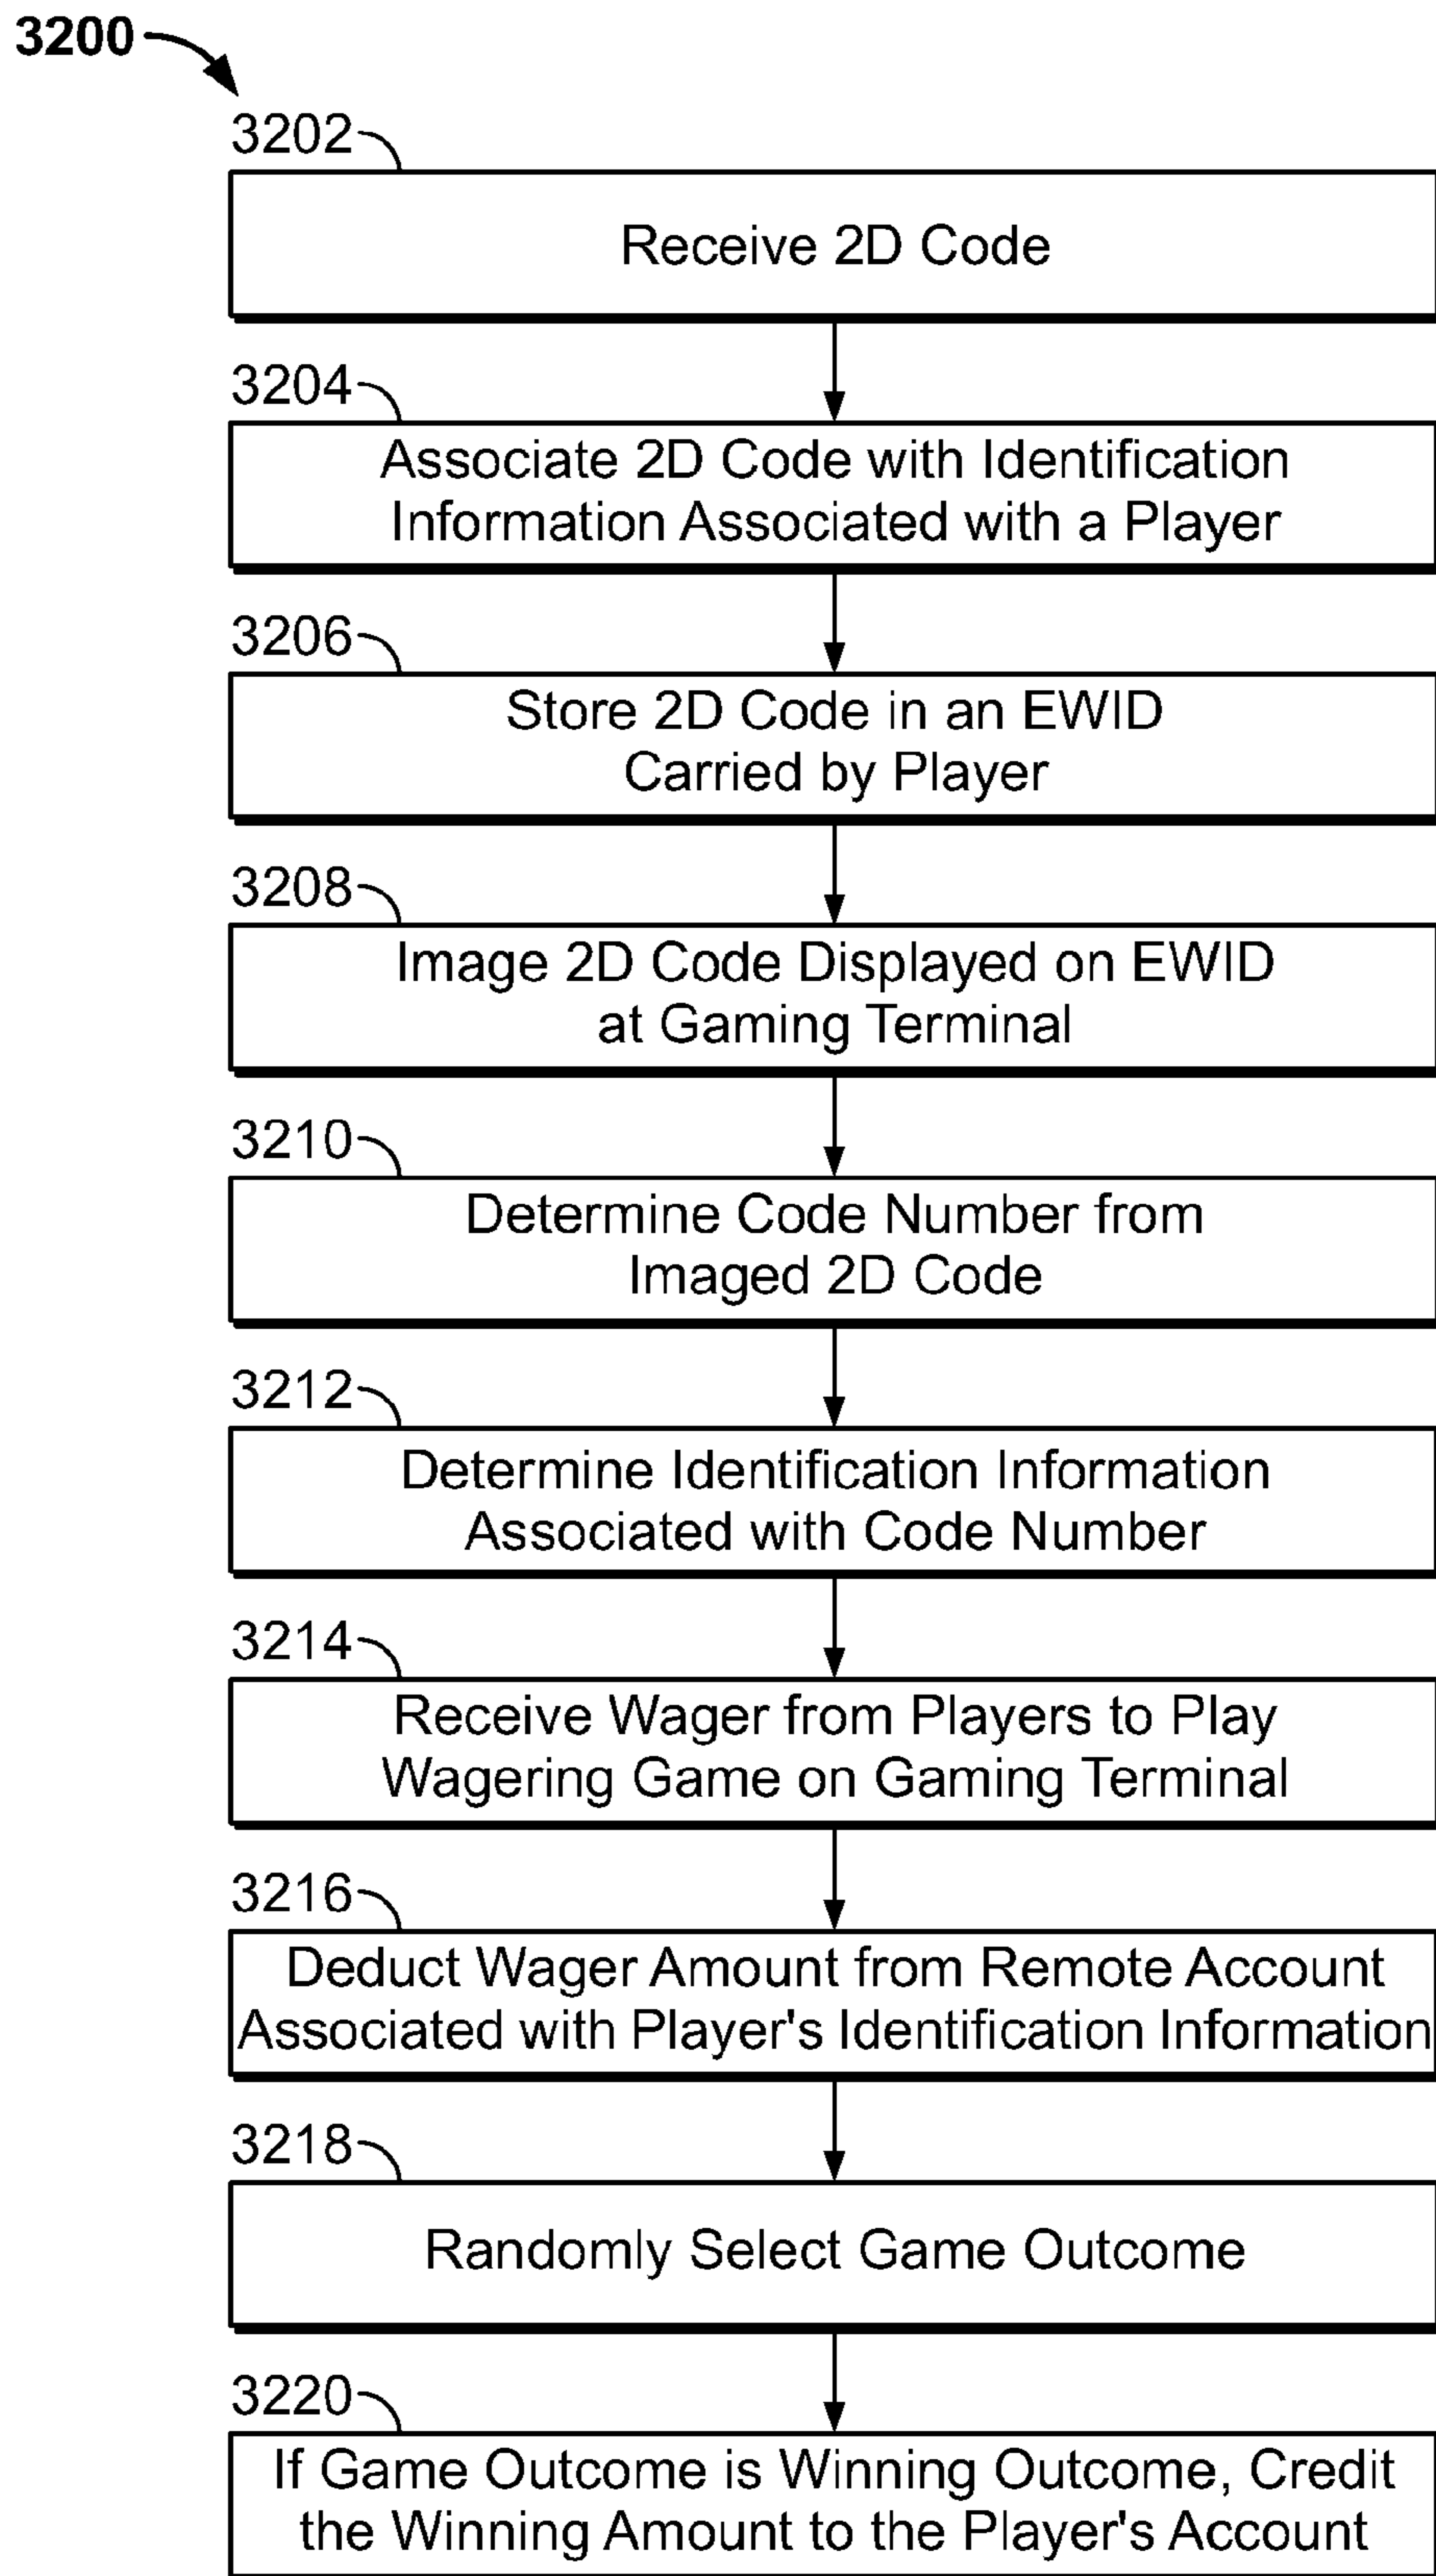 3200
3202
Receive 2D Code
3204
Associate 2D Code with Identification
Information Associated with a Player
3206
Store 2D Code in an EWID
Carried by Player
3208
Image 2D Code Displayed on EWID
at Gaming Terminal
3210
Determine Code Number from
Imaged 2D Code
3212
Determine Identification Information
Associated with Code Number
3214
Receive Wager from Players to Play
Wagering Game on Gaming Terminal
3216
Deduct Wager Amount from Remote Account
Associated with Player's Identification Information
3218
Randomly Select Game Outcome
3220
If Game Outcome is Winning Outcome, Credit
the Winning Amount to the Player's Account